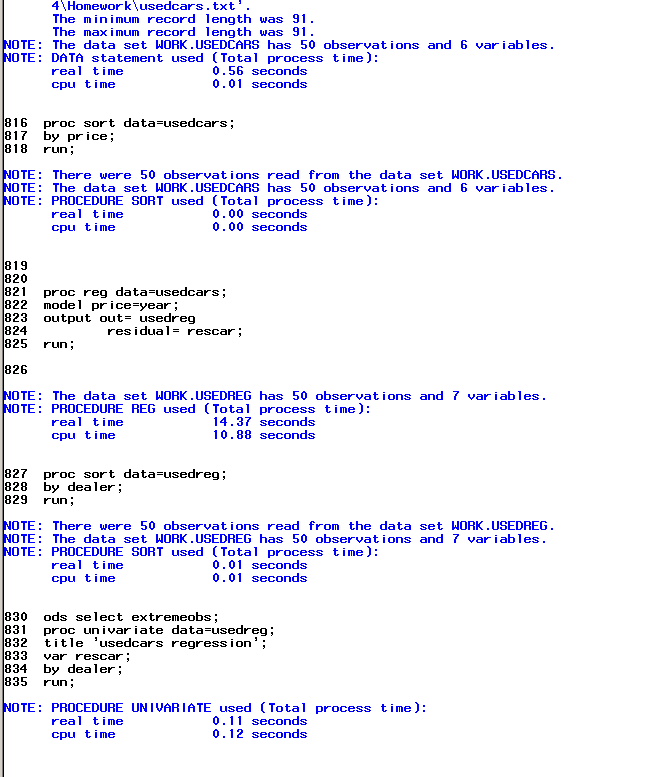 4\Homework\usedcars.txt'.
The minimum record length was 91.
The maximum record length was 91.
NOTE: The data set WORK.USEDCARS has 50 observations and 6 variables.
NOTE: DATA statement used (Total process time):
real time 0.56 seconds
cpu time 0.01 seconds
816 proc sort data=usedcars;
817 by price;
818 run;
NOTE: There were 50 observations read from the data set WORK.USEDCARS.
NOTE: The data set WORK.USEDCARS has 50 observations and 6 variables.
NOTE: PROCEDURE SORT used (Total process time):
real time 0.00 seconds
cpu time 0.00 seconds
819
820
821 proc reg data=usedcars;
822 model price=year;
823 output out= usedreg
824 residual= rescar;
825 run;
826
NOTE: The data set WORK.USEDREG has 50 observations and 7 variables.
NOTE: PROCEDURE REG used (Total process time):
real time 14.37 seconds
cpu time 10.88 seconds
827 proc sort data=usedreg;
828 by dealer;
829 run;
NOTE: There were 50 observations read from the data set WORK.USEDREG.
NOTE: The data set WORK.USEDREG has 50 observations and 7 variables.
NOTE: PROCEDURE SORT used (Total process time):
real time 0.01 seconds
cpu time 0.01 seconds
830 ods select extremeobs;
831 proc univariate data=usedreg;
832 title 'usedcars regression';
833 var rescar;
834 by dealer;
835 run;
NOTE: PROCEDURE UNIVARIATE used (Total process time):
real time 0.11 seconds
cpu time 0.12 seconds